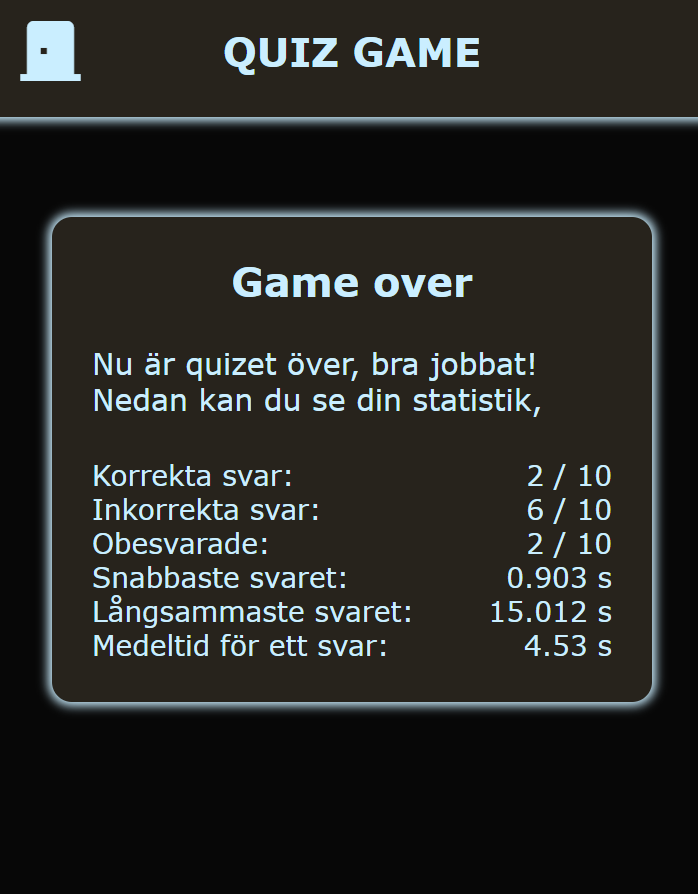 QUIZ GAME
Game over
Nu är quizet över, bra jobbat!
Nedan kan du se din statistik,
Korrekta svar: 2 / 10
Inkorrekta svar: 6 / 10
Obesvarade: 2 / 10
Snabbaste svaret: 0.903 s
Långsammaste svaret: 15.012 s
Medeltid för ett svar: 4.53 s